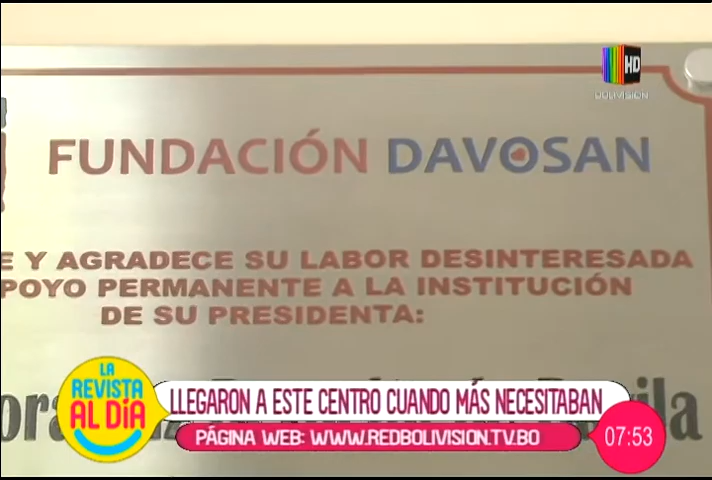 HD
BOLIVISION
FUNDACIÓN DAVOSAN
E Y AGRADECE SU LABOR DESINTERESADA
POYO PERMANENTE A LA INSTITUCIÓN
DE SU PRESIDENTA:
LA
REVISTA
AL DÍA
LLEGARON A ESTE CENTRO CUANDO MÁS NECESITABAN
PÁGINA WEB: WWW.REDBOLIVISION.TV.BO
07:53